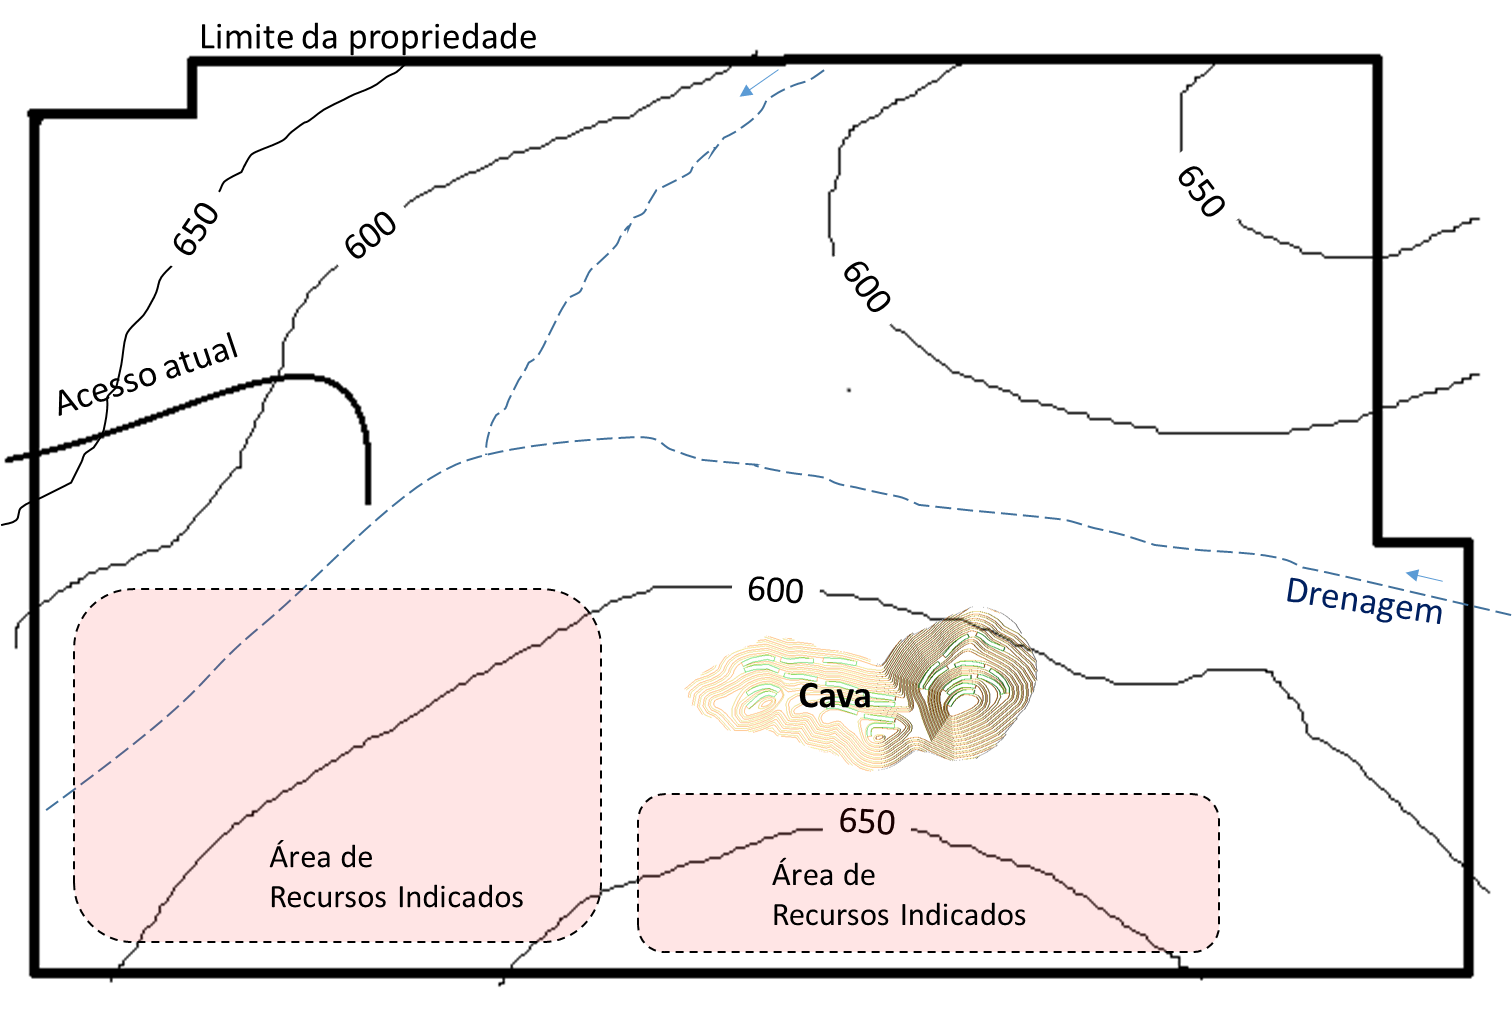 Limite da propriedade
650
600
650
600
Acesso atual
600
Drenagem
Cava
650
Área de
Recursos Indicados
Área de
Recursos Indicados